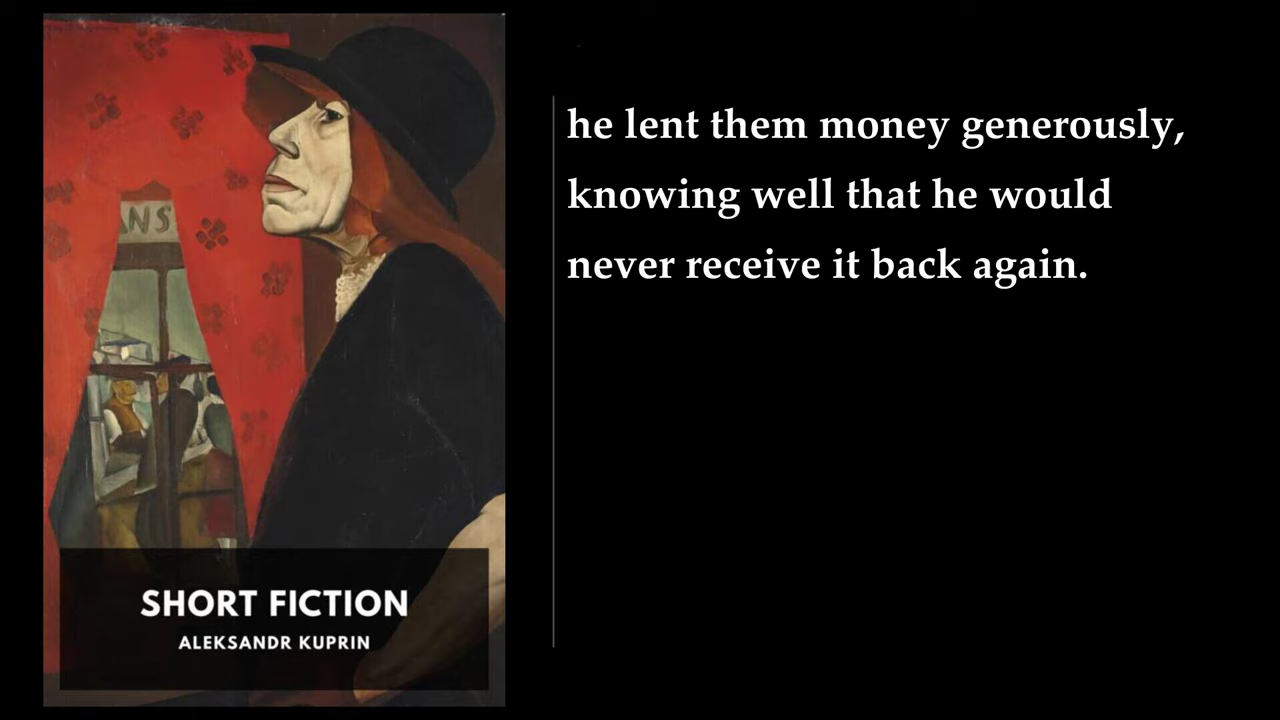 ANS
SHORT FICTION
ALEKSANDR KUPRIN
he lent them money generously,
knowing well that he would
never receive it back again.